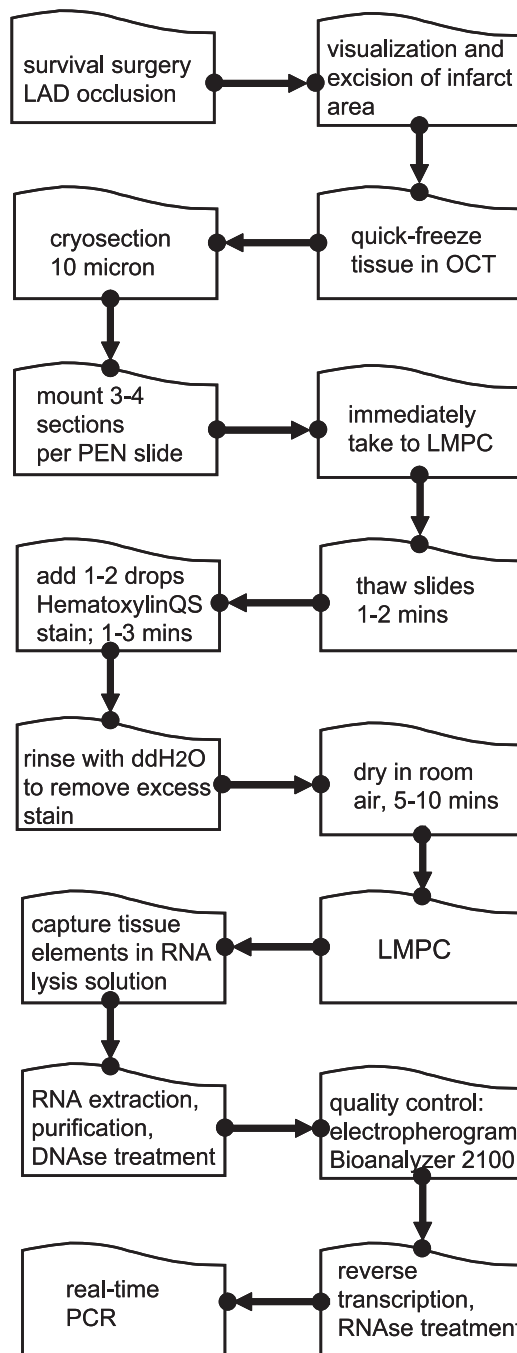 survival surgery
LAD occlusion
visualization and
excision of infarct
area
quick-freeze
tissue in OCT
cryosection
10 micron
mount 3-4
sections
per PEN slide
immediately
take to LMPC
thaw slides
1-2 mins
add 1-2 drops
HematoxylinQS
stain; 1-3 mins
rinse with ddH2O
to remove excess
stain
dry in room
air, 5-10 mins
LMPC
capture tissue
elements in RNA
lysis solution
RNA extraction,
purification,
DNAse treatment
quality control:
electropherogram
Bioanalyzer 2100
reverse
transcription,
RNAse treatment
real-time
PCR